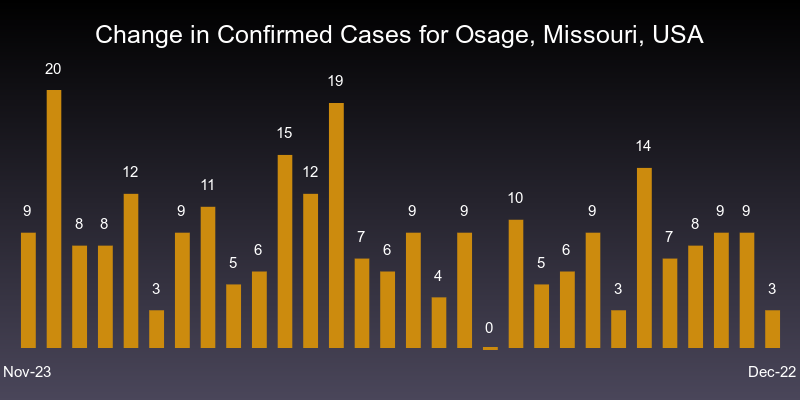 Change in Confirmed Cases for Osage, Missouri, USA
9 20 8 8 12 3 9 11 5 6 15 12 19 7 6 9 4 9 0 10 5 6 9 3 14 7 8 9 9 3
Nov-23 Dec-22